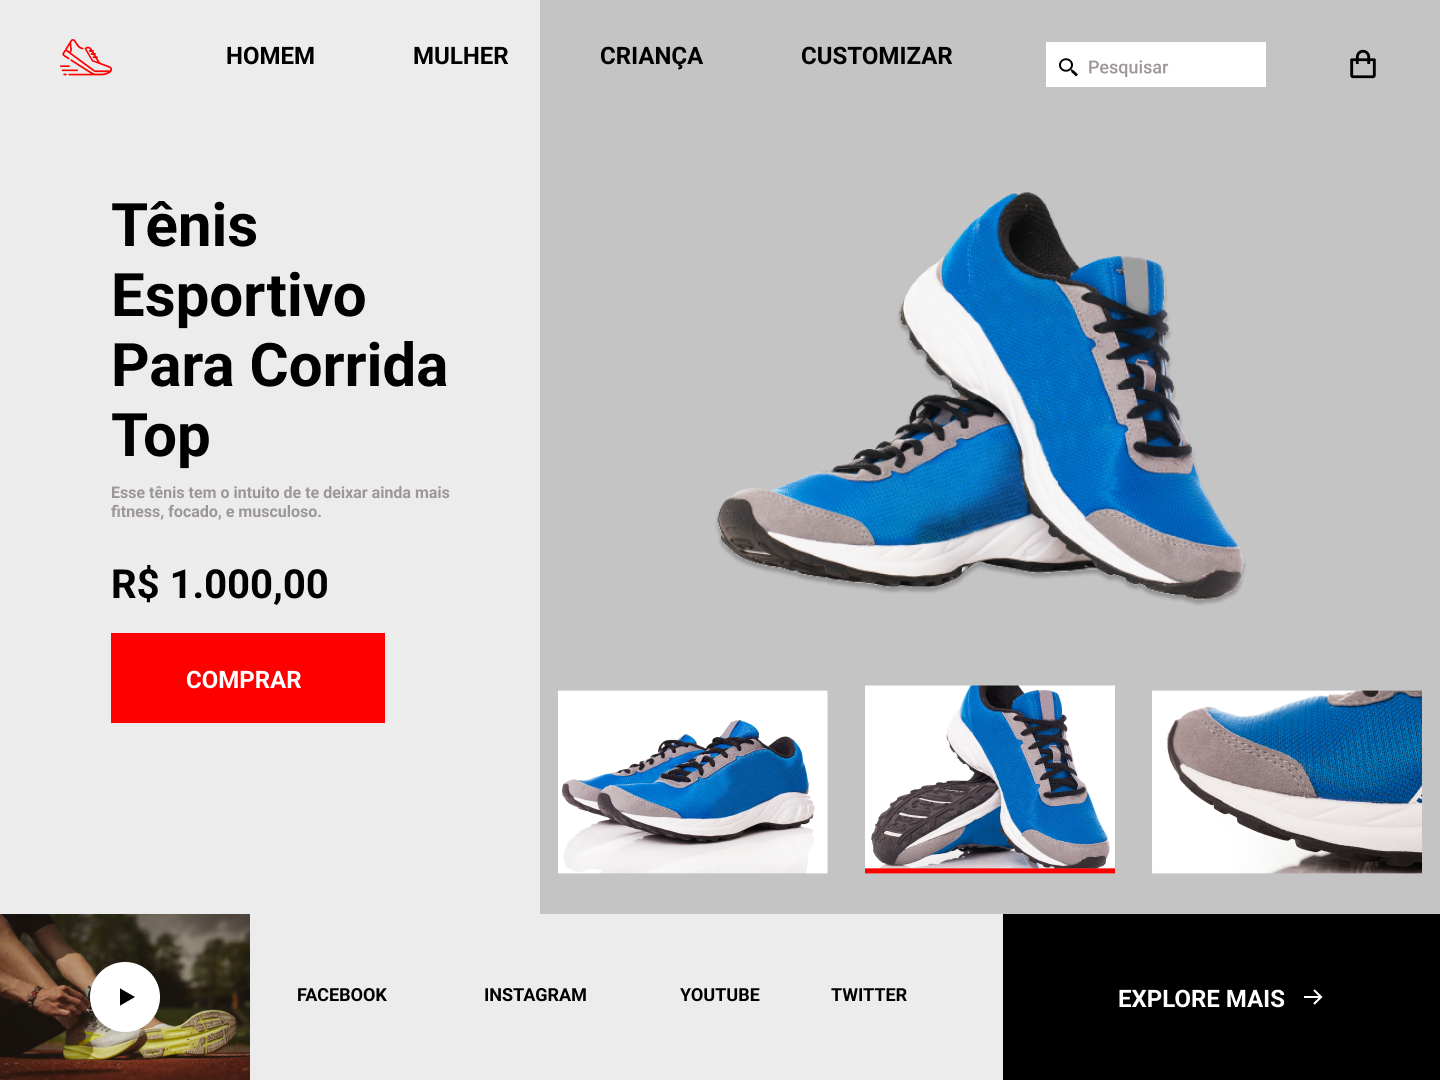 HOMEM
MULHER
CRIANÇA
CUSTOMIZAR
Pesquisar
Tênis
Esportivo
Para Corrida
Top
Esse tênis tem o intuito de te deixar ainda mais
fitness, focado, e musculoso.
R$ 1.000,00
COMPRAR
FACEBOOK
INSTAGRAM
YOUTUBE
TWITTER
EXPLORE MAIS